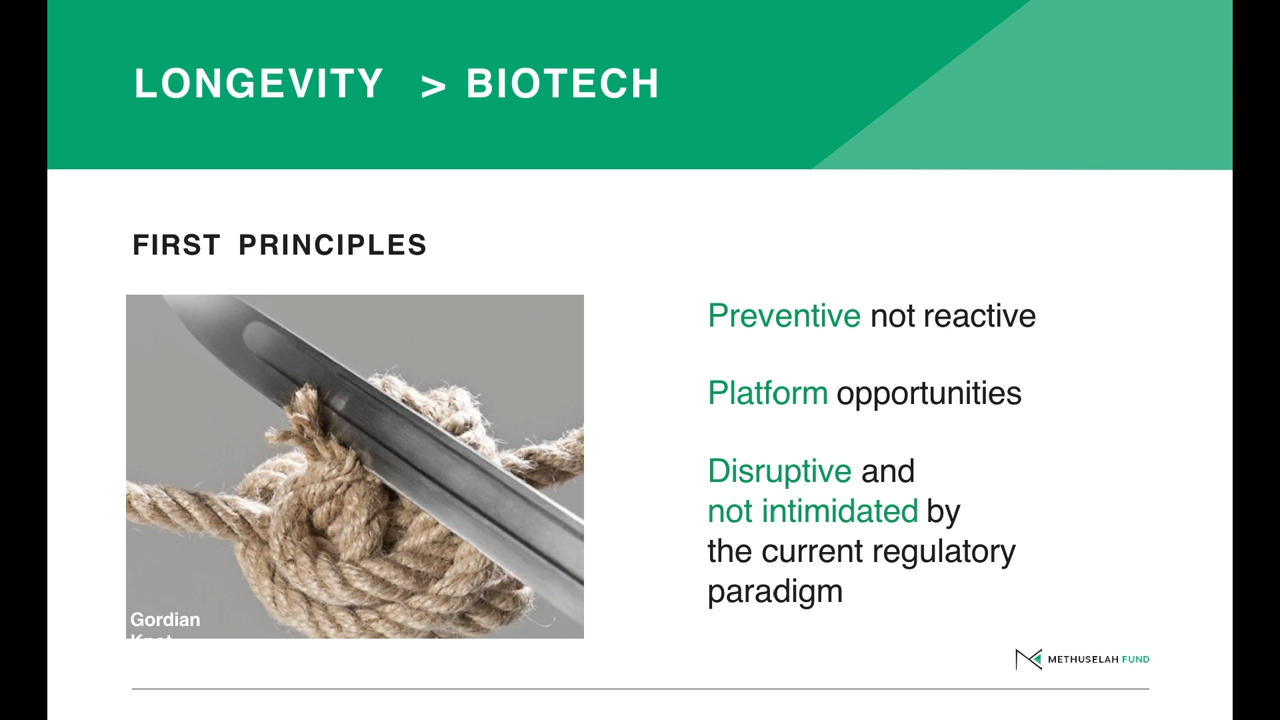 LONGEVITY > BIOTECH
FIRST PRINCIPLES
Preventive not reactive
Platform opportunities
Disruptive and
not intimidated by
the current regulatory
paradigm
Gordian
METHUSELAH FUND